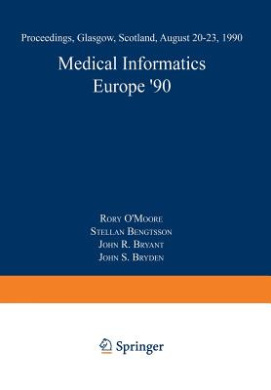 Proceedings, Glasgow, Scotland, August 20-23, 1990
Medical Informatics
Europe '90
Rory O'Moore
Stellan Bengtsson
John R. Bryant
John S. Bryden
Springer